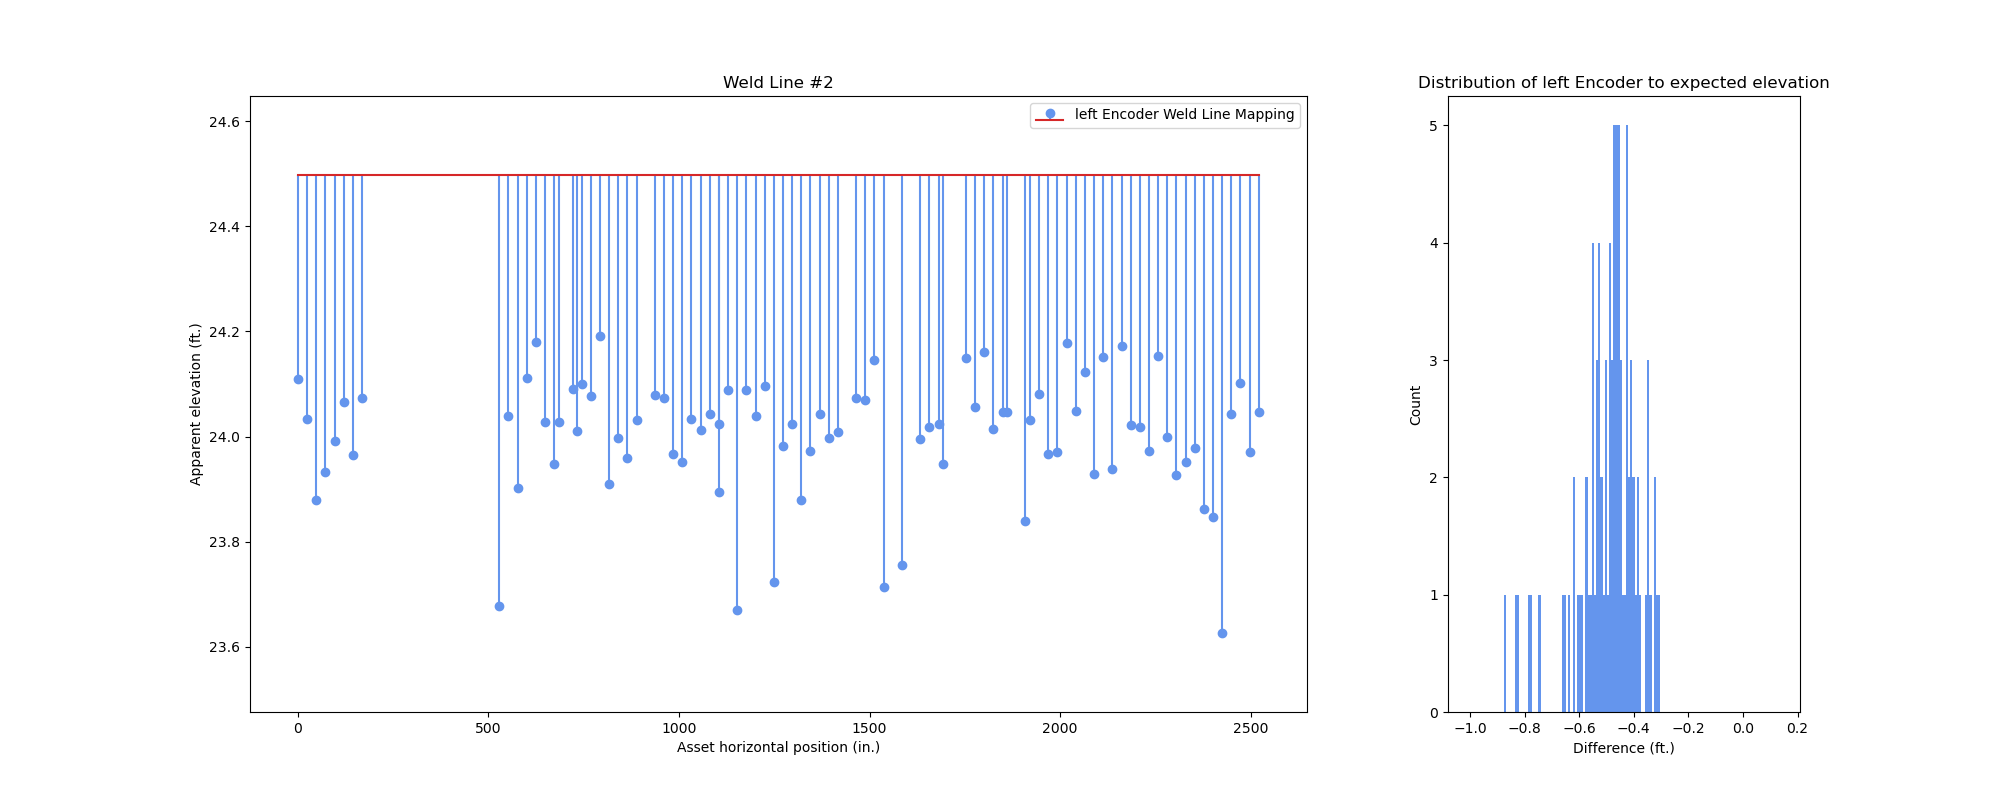 Weld Line #2
left Encoder Weld Line Mapping
Apparent elevation (ft.)
24.6
24.4
24.2
24.0
23.8
23.6
0 500 1000 1500 2000 2500
Asset horizontal position (in.)
Distribution of left Encoder to expected elevation
Count
5
4
3
2
1
0
−1.0 −0.8 −0.6 −0.4 −0.2 0.0 0.2
Difference (ft.)